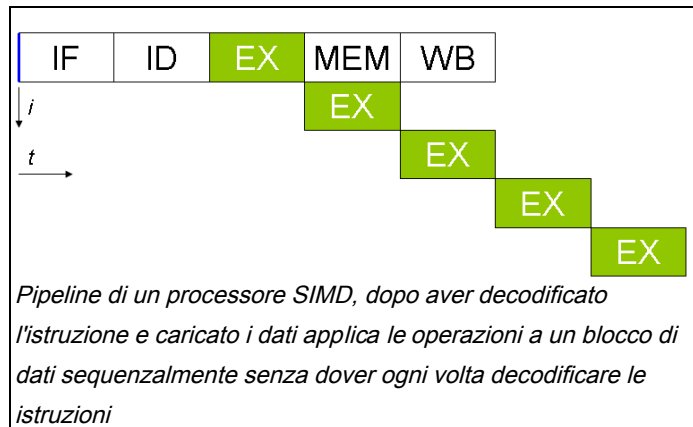 IF ID EX MEM WB
i
EX
t
EX
EX
EX
Pipeline di un processore SIMD, dopo aver decodificato
l'istruzione e caricato i dati applica le operazioni a un blocco di
dati sequenzalmente senza dover ogni volta decodificare le
istruzioni